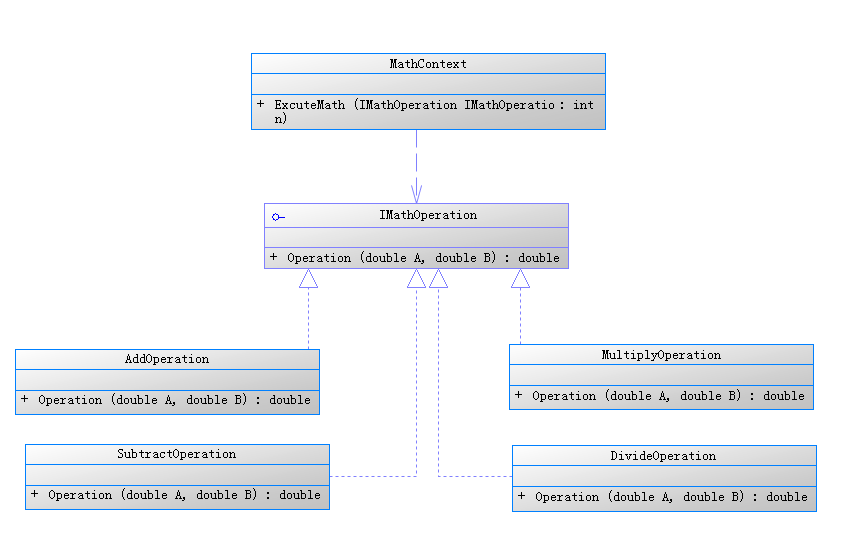 MathContext
+ ExcuteMath (IMathOperation IMathOperatio : int
n)
IMathOperation
+ Operation (double A, double B) : double
AddOperation
+ Operation (double A, double B) : double
MultiplyOperation
+ Operation (double A, double B) : double
SubtractOperation
+ Operation (double A, double B) : double
DivideOperation
+ Operation (double A, double B) : double